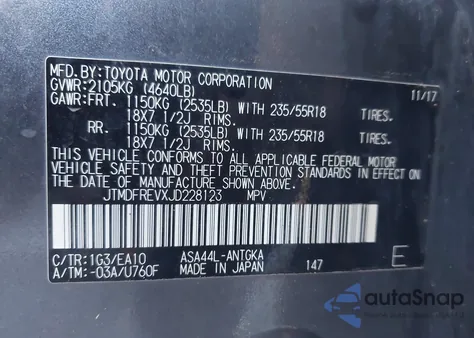 MFD.BY:TOYOTA MOTOR CORPORATION 11/17
GVWR:2105KG (4640LB)
GAWR:FRT. 1150KG (2535LB) WITH 235/55R18 TIRES.
18X7 1/2J RIMS.
RR. 1150KG (2535LB) WITH 235/55R18 TIRES.
18X7 1/2J RIMS.
THIS VEHICLE CONFORMS TO ALL APPLICABLE FEDERAL MOTOR
VEHICLE SAFETY AND THEFT PREVENTION STANDARDS IN EFFECT
ON THE DATE OF MANUFACTURE SHOWN ABOVE.
JTMDFREVXJD228123 MPV
C/TR:1G3/EA10 ASA44L-ANTGKA E
A/TM:-03A/U760F MADE IN JAPAN 147
autoSnap